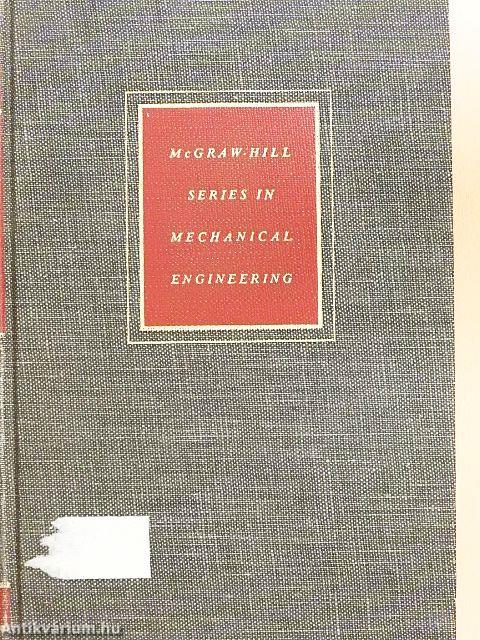 McGRAW-HILL
SERIES IN
MECHANICAL
ENGINEERING
Antikvarium.hu